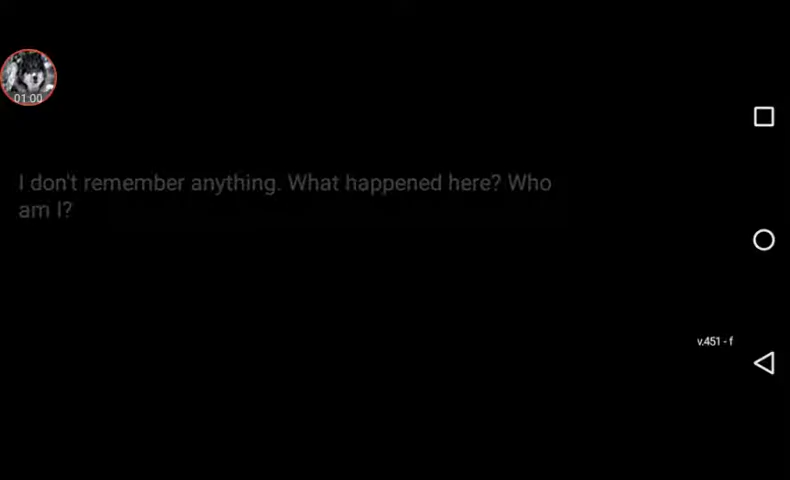 01:00
I don't remember anything. What happened here? Who
am I?
v.451 - f